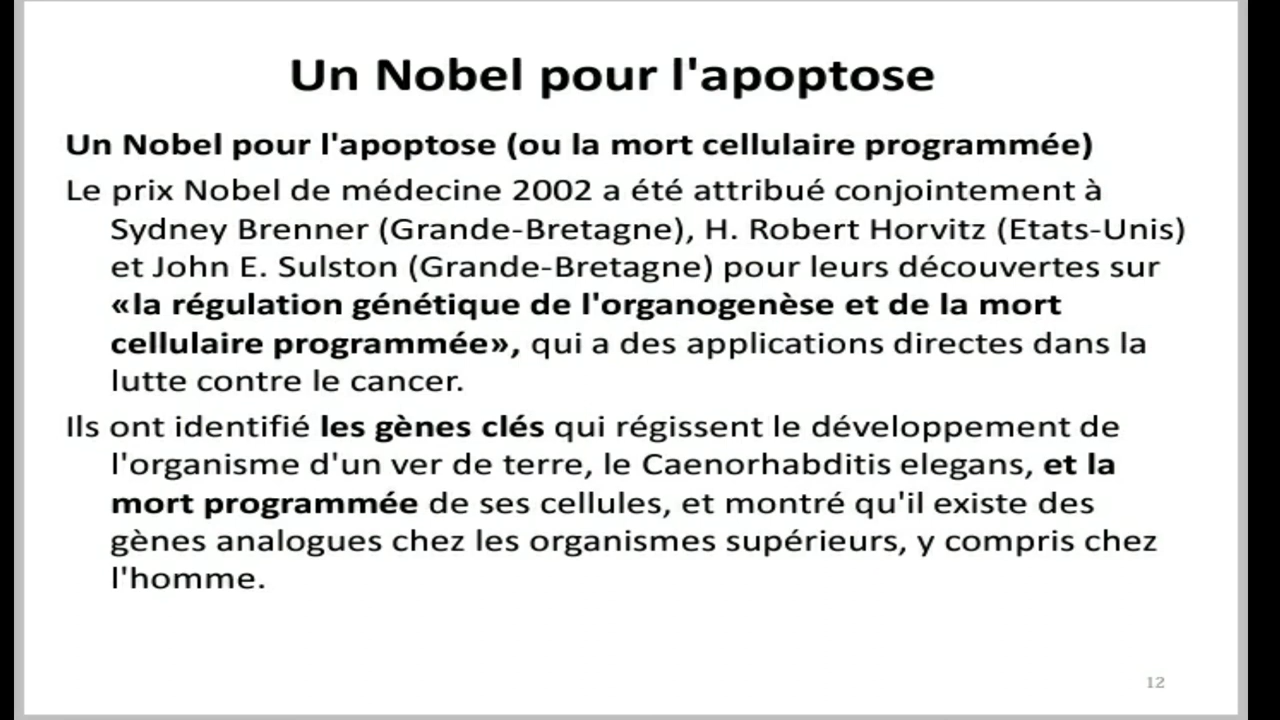 Un Nobel pour l'apoptose
Un Nobel pour l'apoptose (ou la mort cellulaire programmée)
Le prix Nobel de médecine 2002 a été attribué conjointement à
Sydney Brenner (Grande-Bretagne), H. Robert Horvitz (Etats-Unis)
et John E. Sulston (Grande-Bretagne) pour leurs découvertes sur
«la régulation génétique de l'organogenèse et de la mort
cellulaire programmée», qui a des applications directes dans la
lutte contre le cancer.
Ils ont identifié les gènes clés qui régissent le développement de
l'organisme d'un ver de terre, le Caenorhabditis elegans, et la
mort programmée de ses cellules, et montré qu'il existe des
gènes analogues chez les organismes supérieurs, y compris chez
l'homme.
12